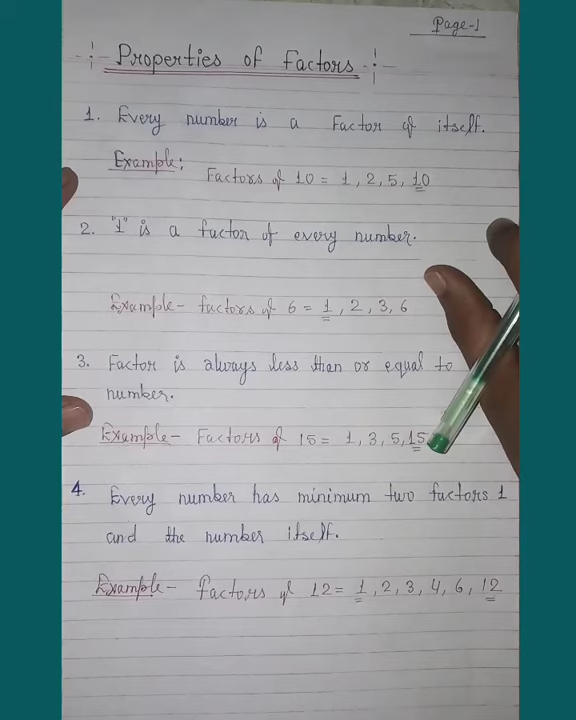 Page-1
Properties of Factors
1. Every number is a Factor of itself.
Example:
Factors of 10 = 1, 2, 5, 10
2. "1" is a factor of every number.
Example- factors of 6 = 1, 2, 3, 6
3. Factor is always less than or equal to
number.
Example- Factors of 15 = 1, 3, 5, 15
4. Every number has minimum two factors 1
and the number itself.
Example- factors of 12 = 1, 2, 3, 4, 6, 12